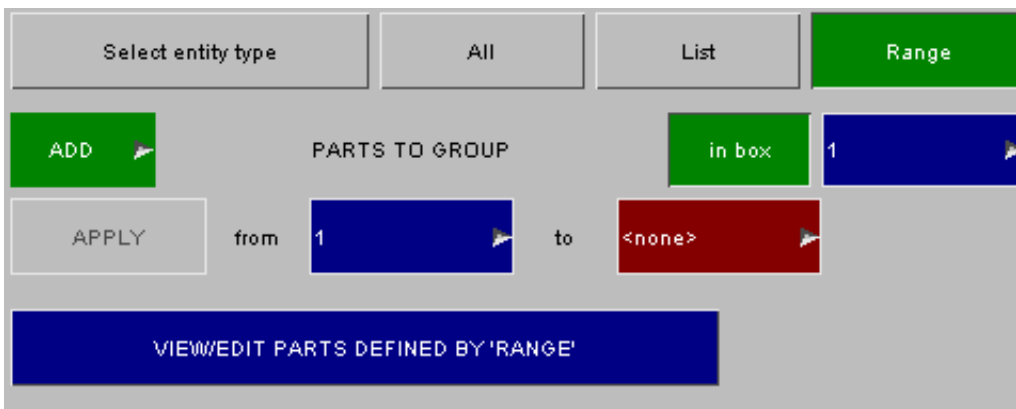 Select entity type All List Range
ADD PARTS TO GROUP in box 1
APPLY from 1 to <none>
VIEW/EDIT PARTS DEFINED BY 'RANGE'